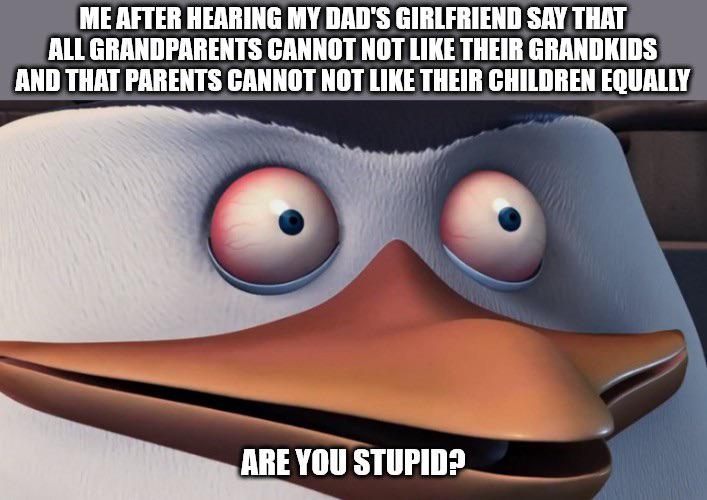 ME AFTER HEARING MY DAD'S GIRLFRIEND SAY THAT
ALL GRANDPARENTS CANNOT NOT LIKE THEIR GRANDKIDS
AND THAT PARENTS CANNOT NOT LIKE THEIR CHILDREN EQUALLY
ARE YOU STUPID?